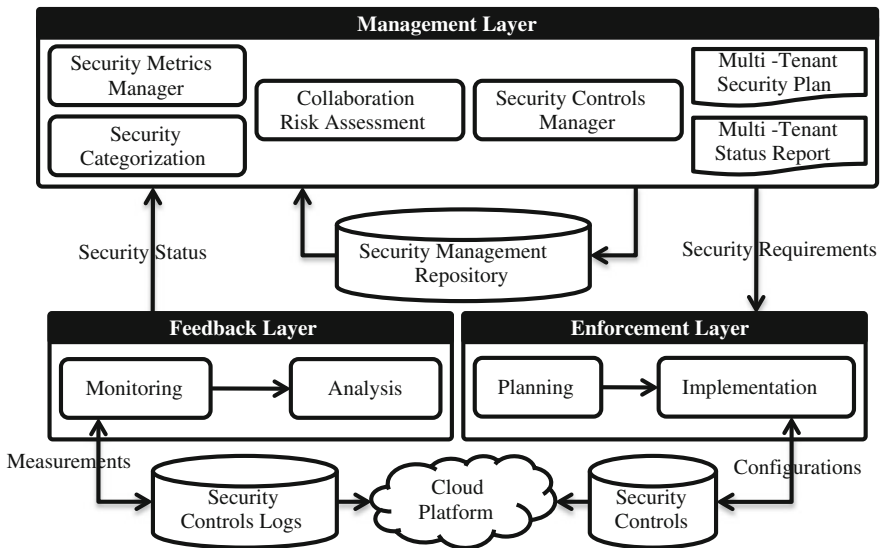 Management Layer
Security Metrics
Manager
Security
Categorization
Collaboration
Risk Assessment
Security Controls
Manager
Multi -Tenant
Security Plan
Multi -Tenant
Status Report
Security Status
Security Management
Repository
Security Requirements
Feedback Layer
Monitoring
Analysis
Enforcement Layer
Planning
Implementation
Measurements
Security
Controls Logs
Cloud
Platform
Security
Controls
Configurations